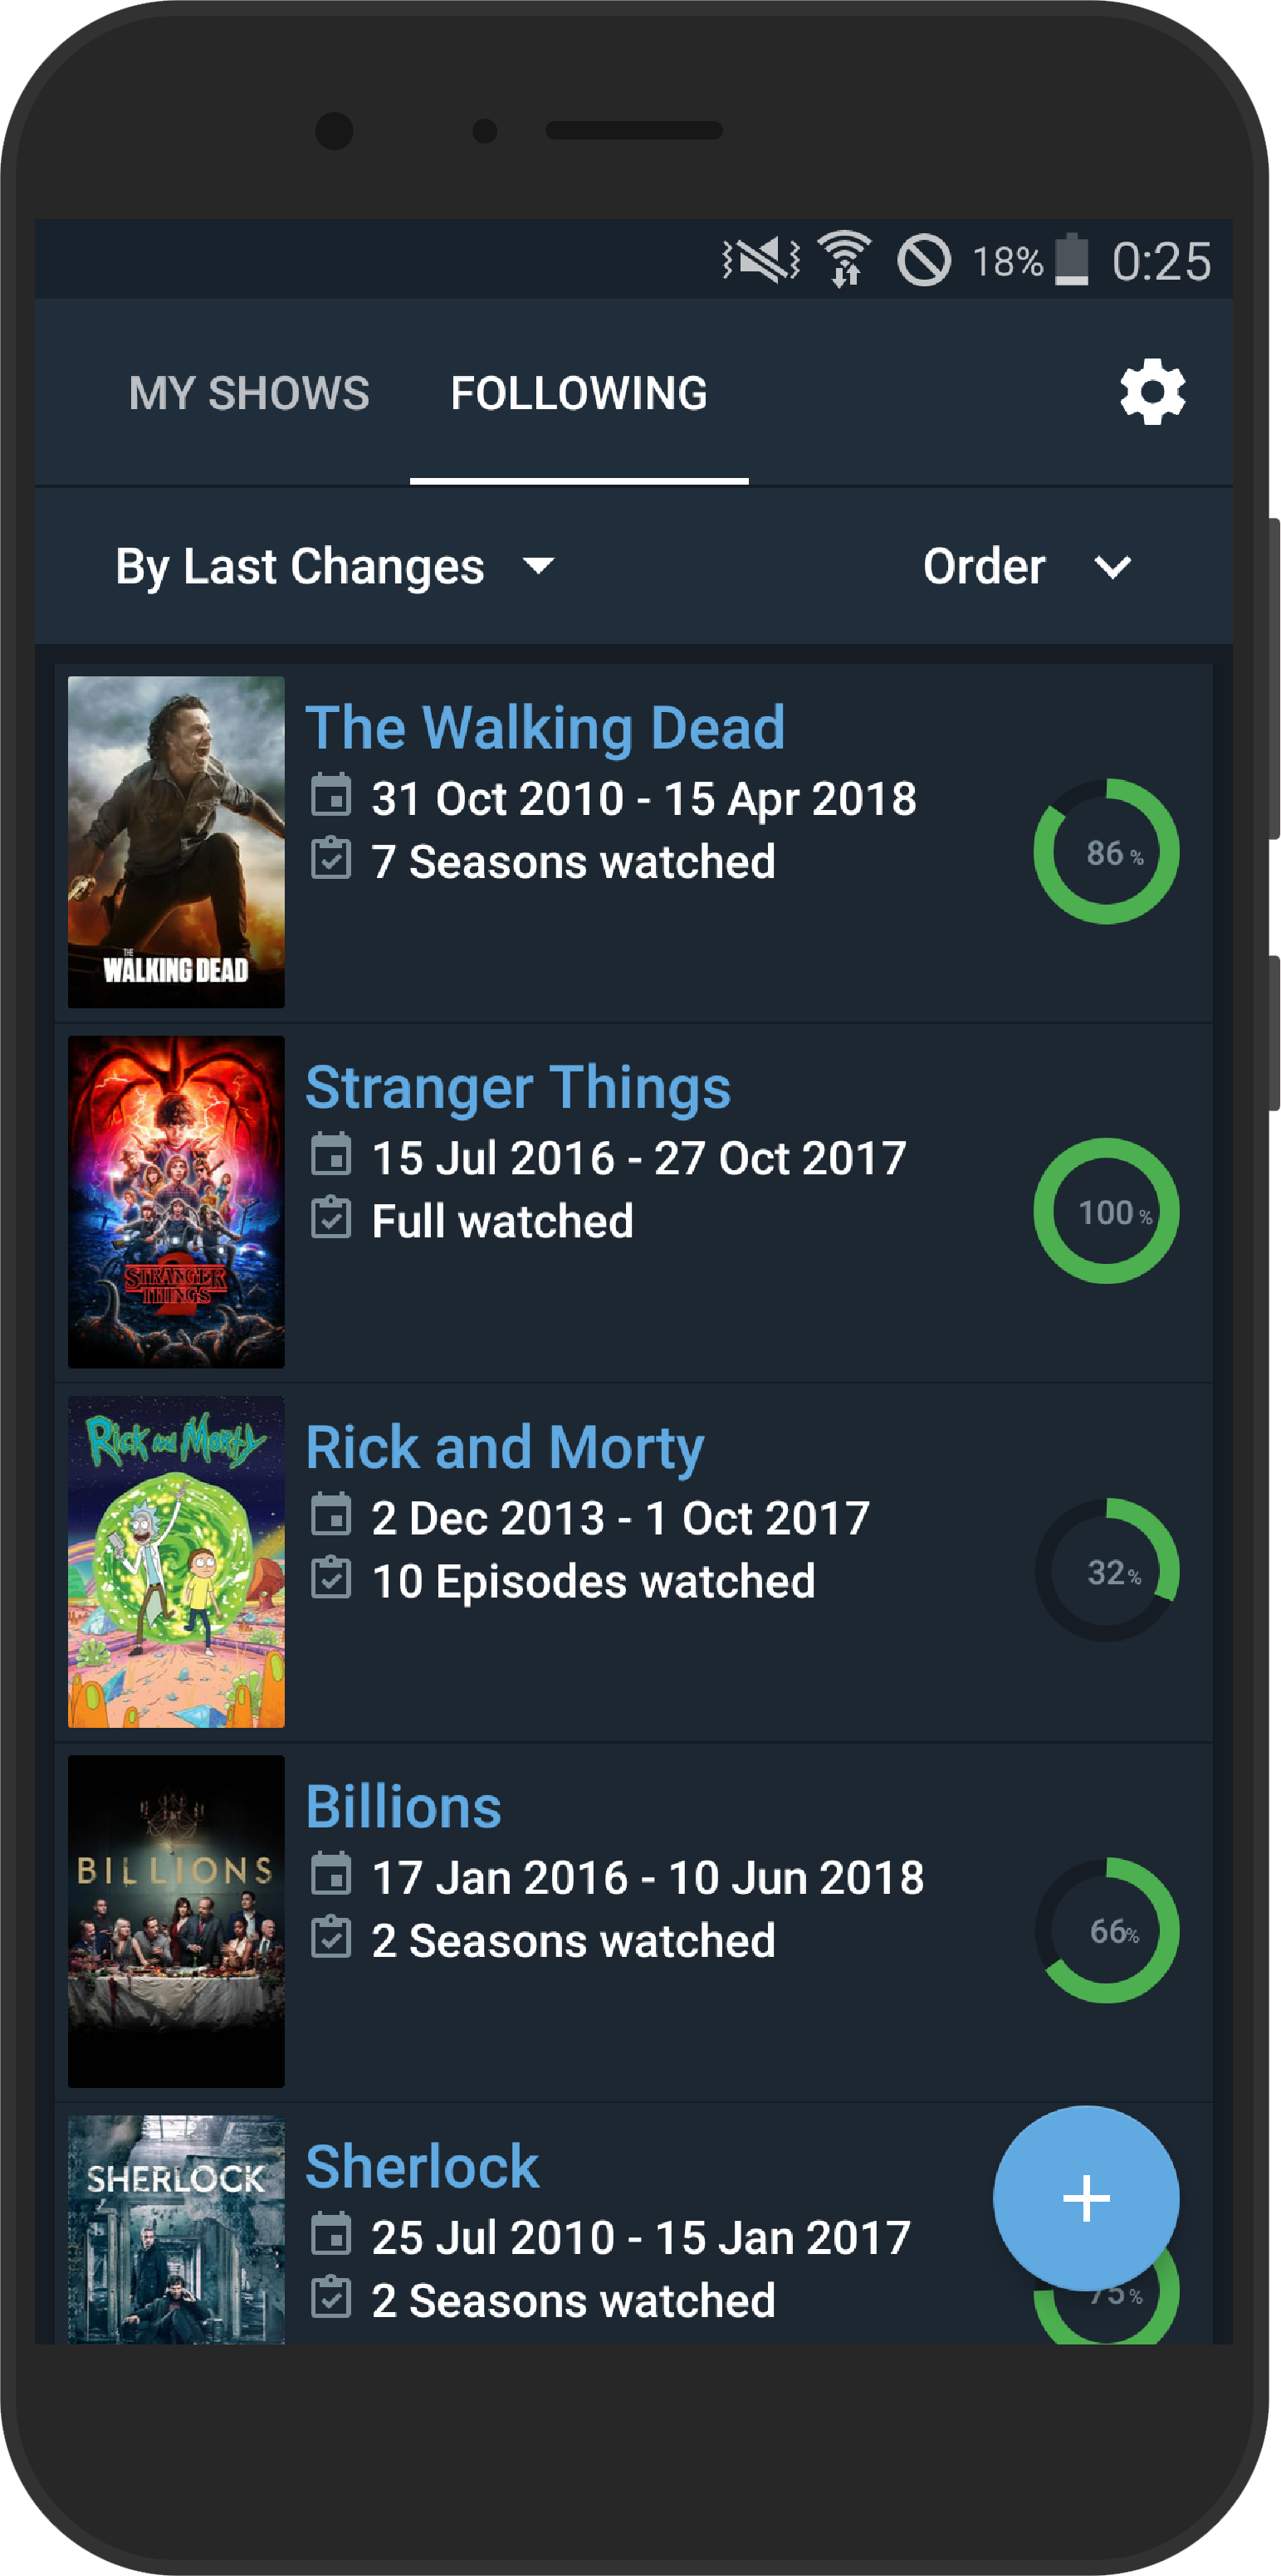 18% 0:25
MY SHOWS FOLLOWING
By Last Changes Order
The Walking Dead
31 Oct 2010 - 15 Apr 2018
7 Seasons watched
86 %
THE
WALKING DEAD
Stranger Things
15 Jul 2016 - 27 Oct 2017
Full watched
100 %
STRANGER
THINGS
2
Rick and Morty
Rick and Morty
2 Dec 2013 - 1 Oct 2017
10 Episodes watched
32 %
Billions
17 Jan 2016 - 10 Jun 2018
BILLIONS
2 Seasons watched
66%
Sherlock
SHERLOCK
25 Jul 2010 - 15 Jan 2017
2 Seasons watched
75 %